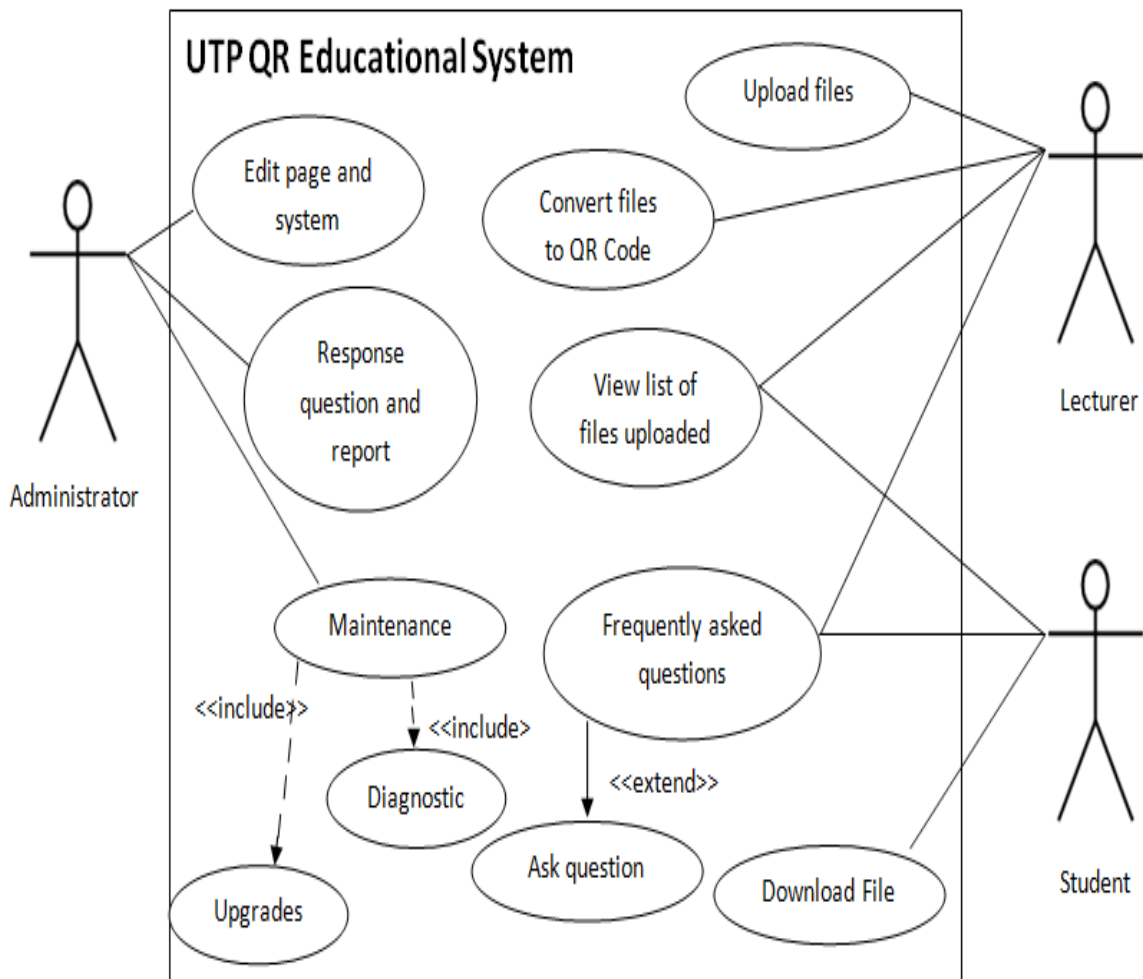 UTP QR Educational System
Upload files
Edit page and
system
Convert files
to QR Code
Response
question and
report
View list of
files uploaded
Lecturer
Administrator
Maintenance
Frequently asked
questions
<<include>>
<<include>
Diagnostic
<<extend>>
Ask question
Download File
Student
Upgrades